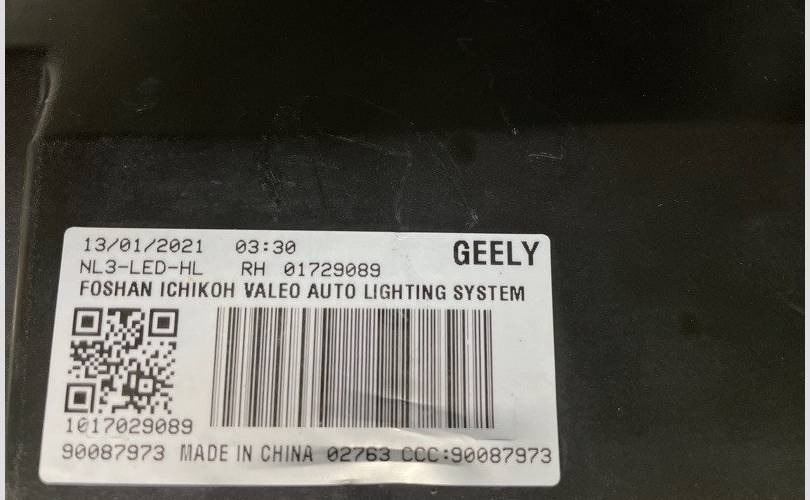 13/01/2021 03:30 GEELY
NL3-LED-HL RH 01729089
FOSHAN ICHIKOH VALEO AUTO LIGHTING SYSTEM
1017029089
90087973 MADE IN CHINA 02763 CCC:90087973